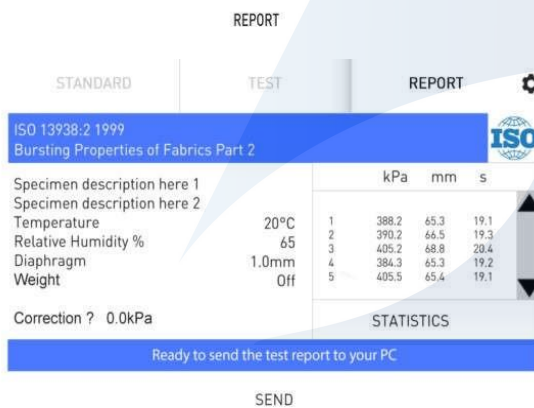 REPORT
STANDARD TEST REPORT
ISO 13938:2 1999
Bursting Properties of Fabrics Part 2
ISO
Specimen description here 1
Specimen description here 2
Temperature 20°C
Relative Humidity % 65
Diaphragm 1.0mm
Weight Off
Correction ? 0.0kPa
kPa mm s
1 388.2 65.3 19.1
2 390.2 66.5 19.3
3 405.2 68.8 20.4
4 384.3 65.3 19.2
5 405.5 65.4 19.1
STATISTICS
Ready to send the test report to your PC
SEND